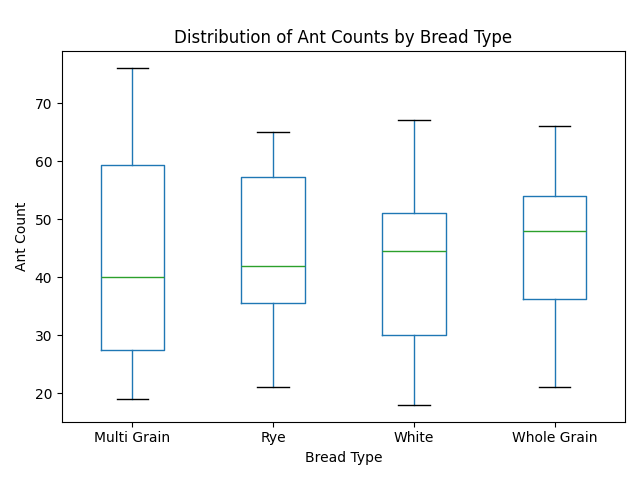 Distribution of Ant Counts by Bread Type
70
60
50
40
30
20
Ant Count
Multi Grain Rye White Whole Grain
Bread Type